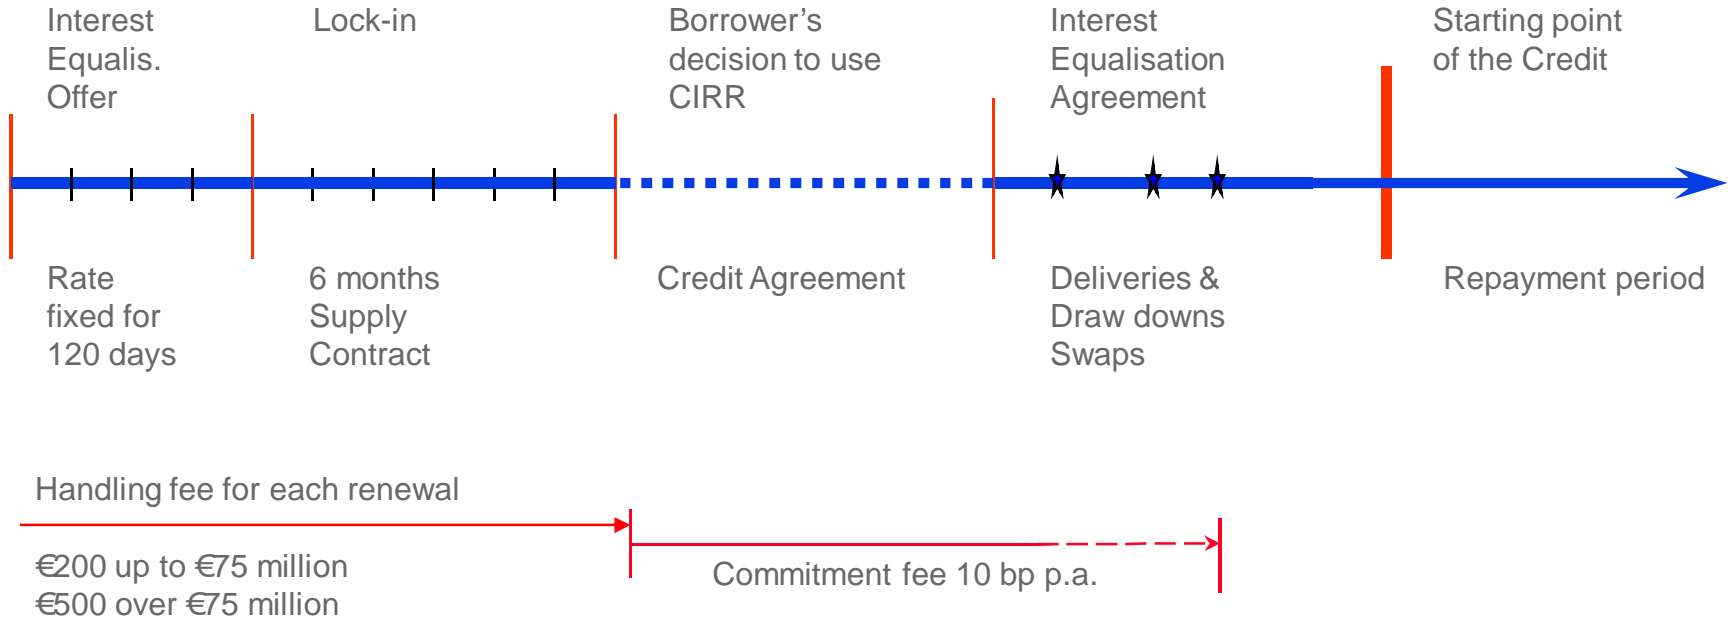 Interest
Equalis.
Offer
Lock-in
Borrower’s
decision to use
CIRR
Interest
Equalisation
Agreement
Starting point
of the Credit
Rate
fixed for
120 days
6 months
Supply
Contract
Credit Agreement
Deliveries &
Draw downs
Swaps
Repayment period
Handling fee for each renewal
€200 up to €75 million
€500 over €75 million
Commitment fee 10 bp p.a.